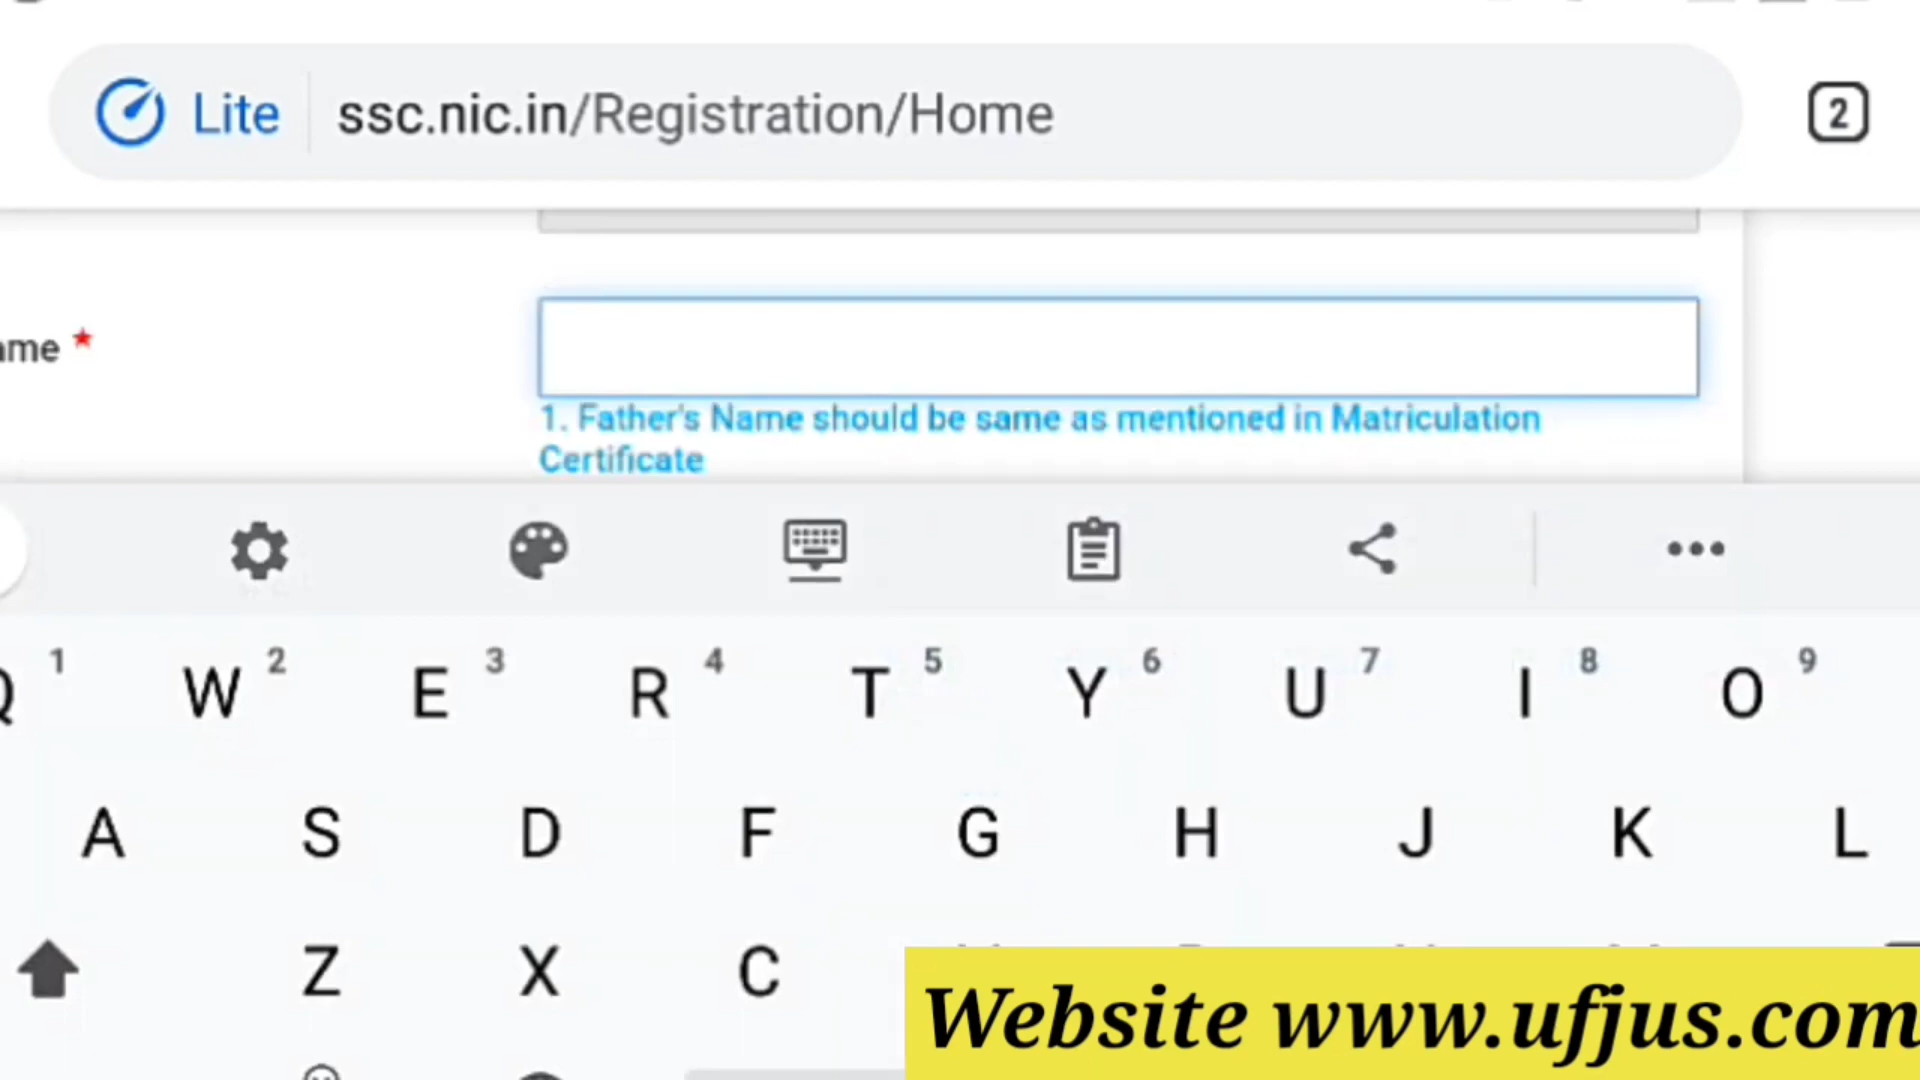 Lite ssc.nic.in/Registration/Home 2
ame *
1. Father's Name should be same as mentioned in Matriculation
Certificate
Q 1 W 2 E 3 R 4 T 5 Y 6 U 7 I 8 O 9
A S D F G H J K L
Z X C
Website www.ufjus.com